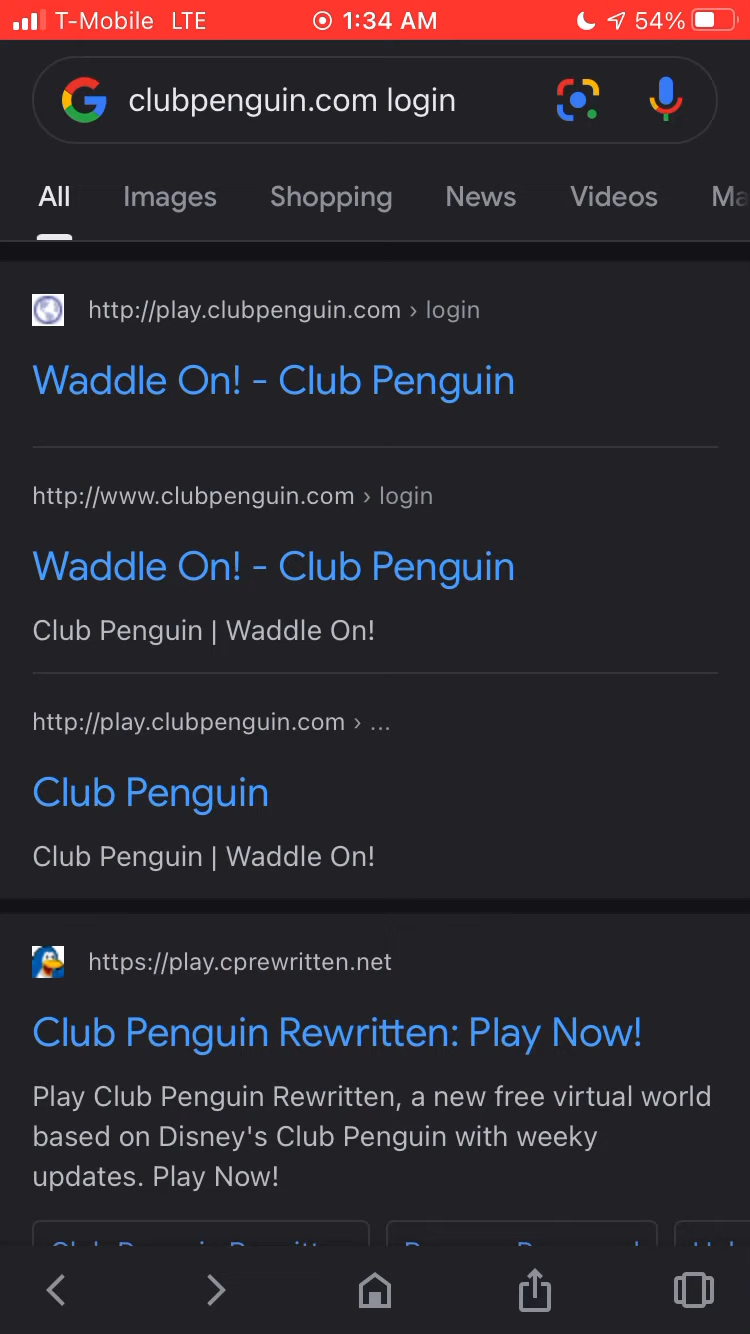 T-Mobile LTE 1:34 AM 54%
clubpenguin.com login
All Images Shopping News Videos Ma
http://play.clubpenguin.com › login
Waddle On! - Club Penguin
http://www.clubpenguin.com › login
Waddle On! - Club Penguin
Club Penguin | Waddle On!
http://play.clubpenguin.com › ...
Club Penguin
Club Penguin | Waddle On!
https://play.cprewritten.net
Club Penguin Rewritten: Play Now!
Play Club Penguin Rewritten, a new free virtual world
based on Disney's Club Penguin with weeky
updates. Play Now!